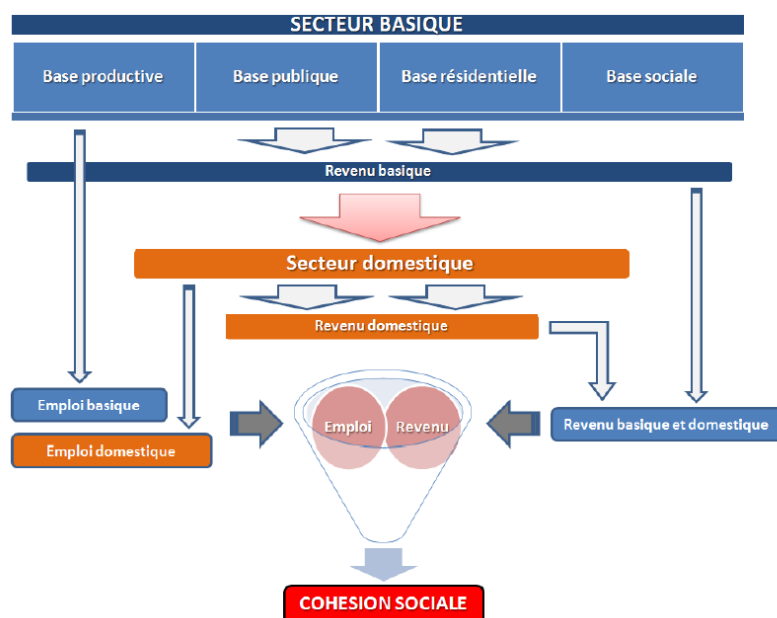 SECTEUR BASIQUE
Base productive
Base publique
Base résidentielle
Base sociale
Revenu basique
Secteur domestique
Revenu domestique
Emploi basique
Emploi domestique
Emploi
Revenu
Revenu basique et domestique
COHESION SOCIALE